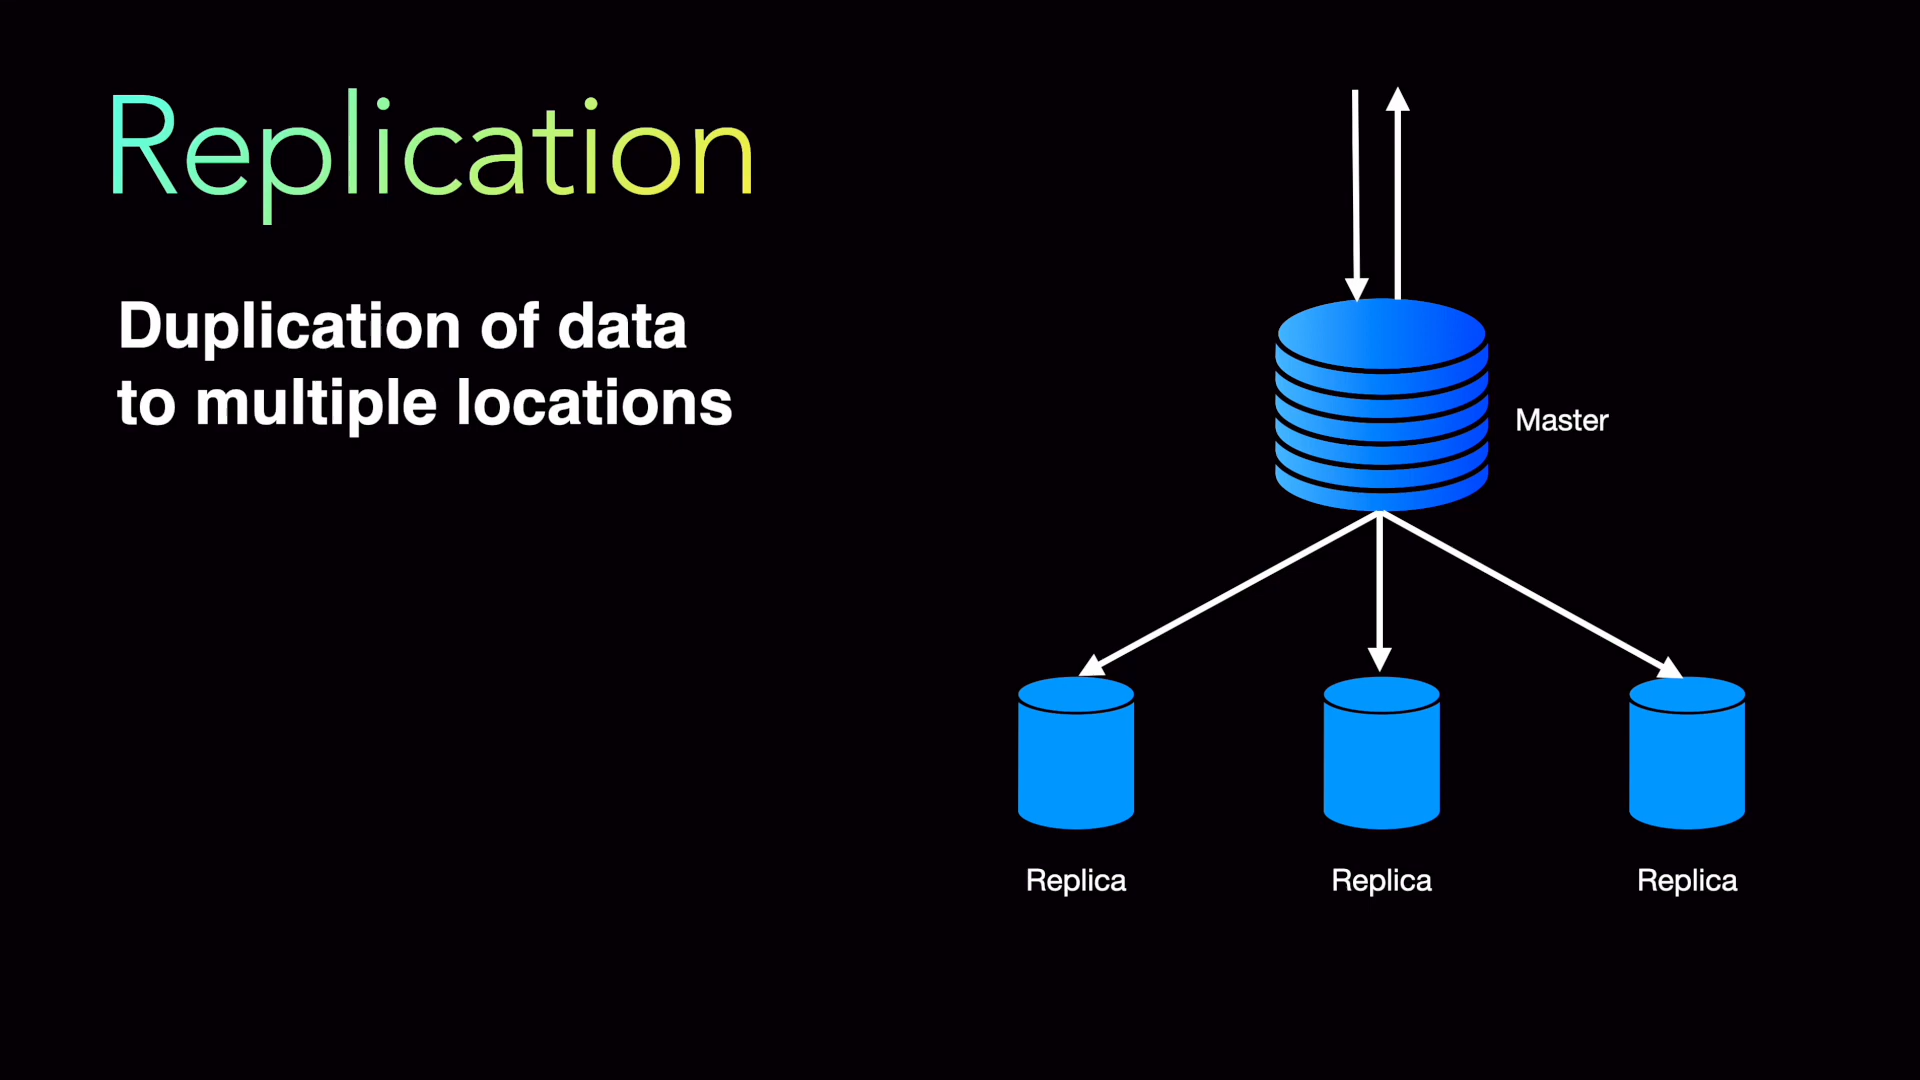 Replication
Duplication of data
to multiple locations
Master
Replica
Replica
Replica